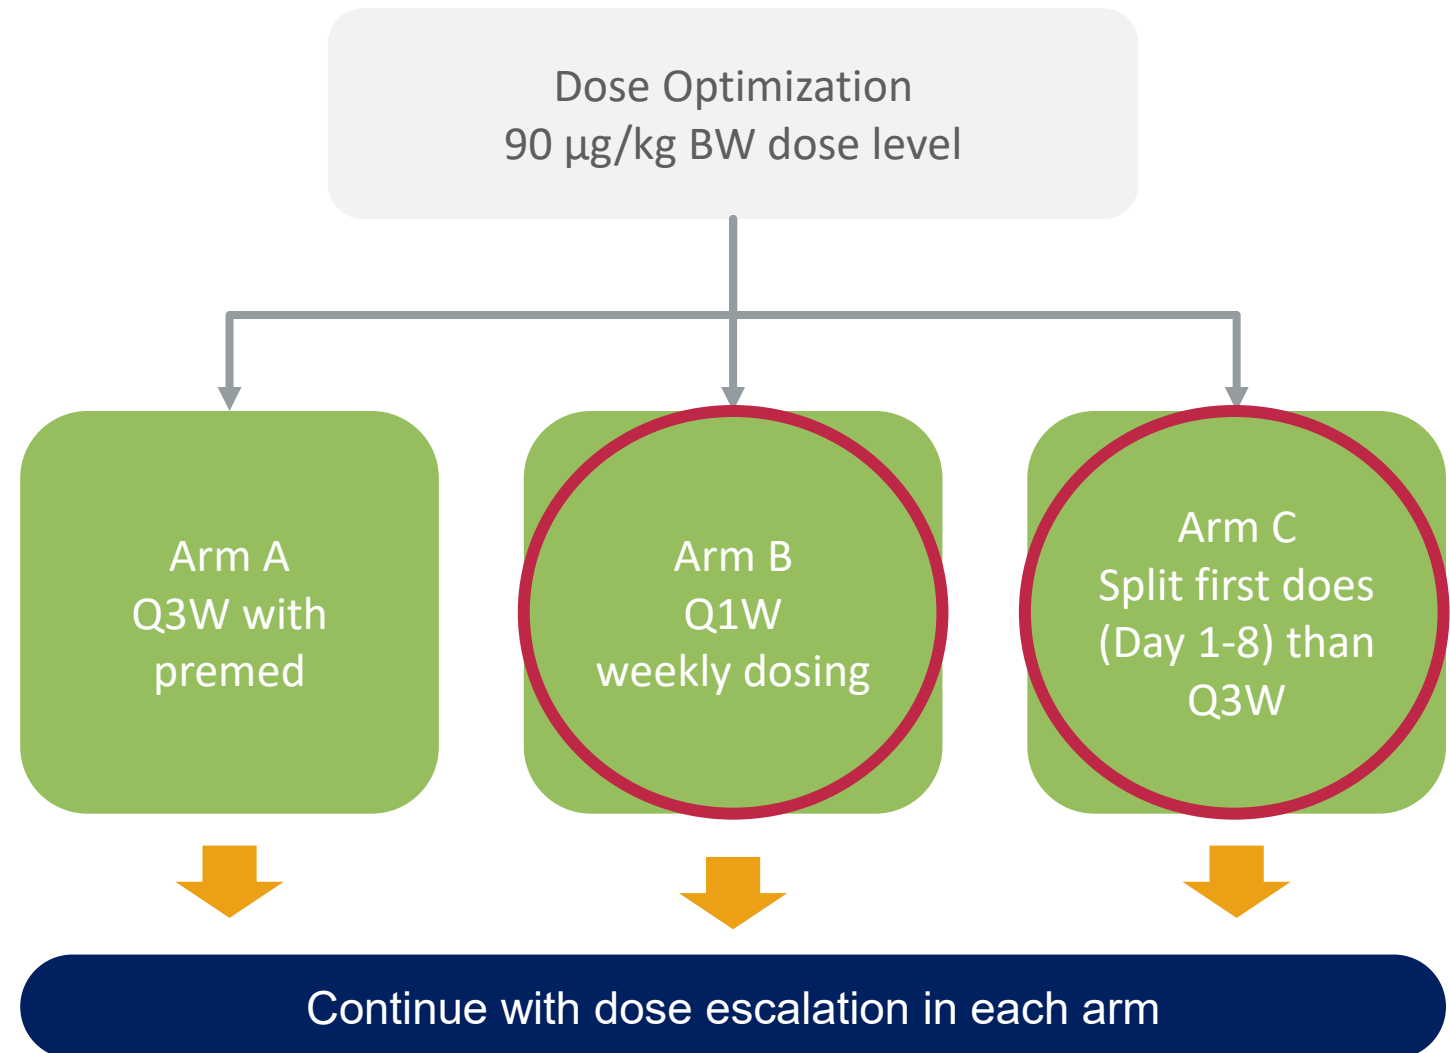 Dose Optimization
90 µg/kg BW dose level
Arm A
Q3W with
premed
Arm B
Q1W
weekly dosing
Arm C
Split first does
(Day 1-8) than
Q3W
Continue with dose escalation in each arm